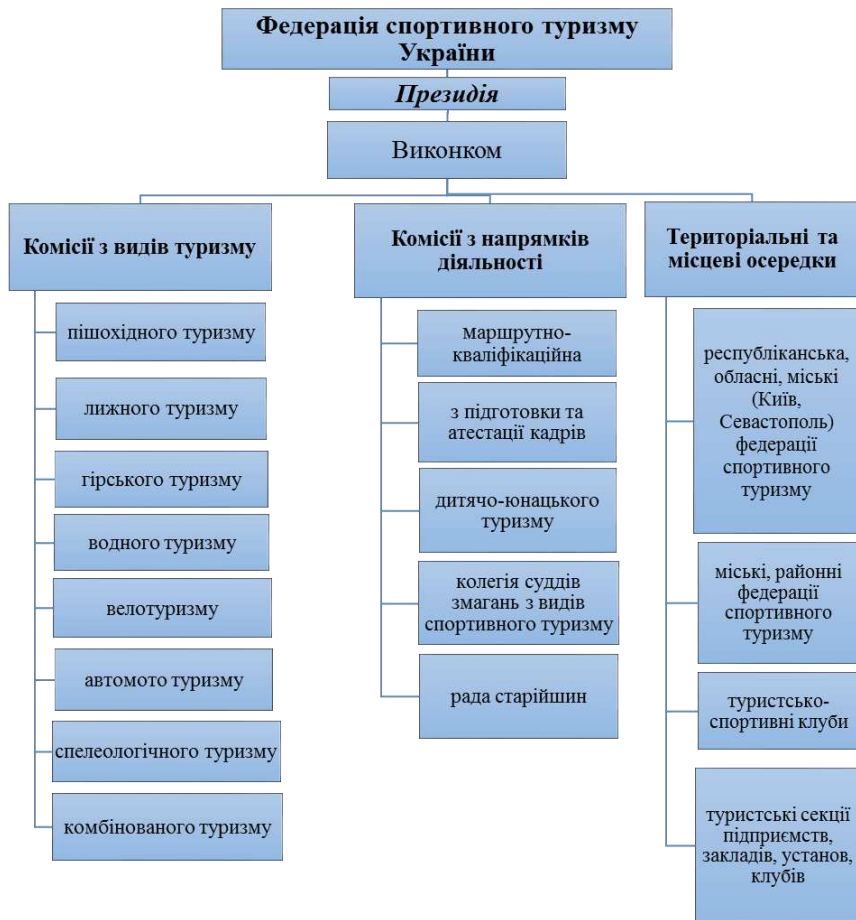 Федерація спортивного туризму
України
Президія
Виконком
Комісії з видів туризму
пішохідного туризму
лижного туризму
гірського туризму
водного туризму
велотуризму
автомото туризму
спелеологічного туризму
комбінованого туризму
Комісії з напрямків
діяльності
маршрутно-
кваліфікаційна
з підготовки та
атестації кадрів
дитячо-юнацького
туризму
колегія суддів
змагань з видів
спортивного туризму
рада старійшин
Територіальні та
місцеві осередки
республіканська,
обласні, міські
(Київ,
Севастополь)
федерації
спортивного
туризму
міські, районні
федерації
спортивного
туризму
туристсько-
спортивні клуби
туристські секції
підприємств,
закладів, установ,
клубів